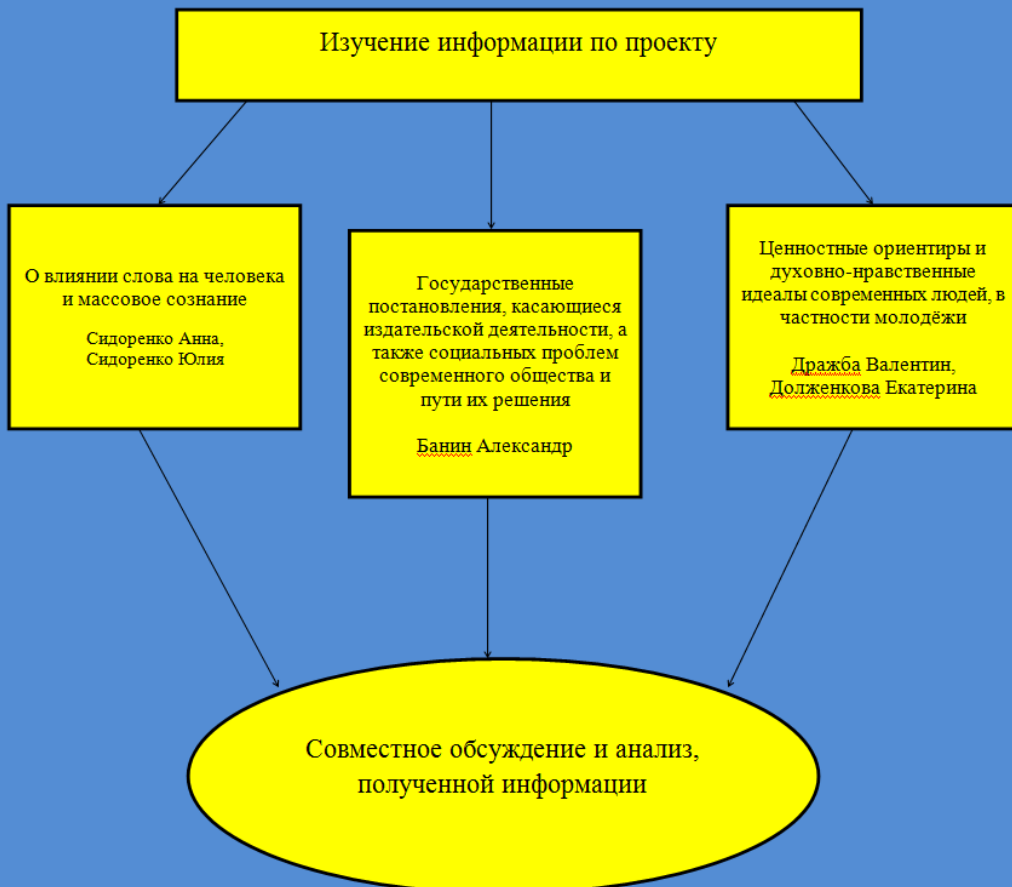 Изучение информации по проекту
О влиянии слова на человека
и массовое сознание
Сидоренко Анна,
Сидоренко Юлия
Государственные
постановления, касающиеся
издательской деятельности, а
также социальных проблем
современного общества и
пути их решения
Банин Александр
Ценностные ориентиры и
духовно-нравственные
идеалы современных людей, в
частности молодёжи
Дражба Валентин,
Долженкова Екатерина
Совместное обсуждение и анализ,
полученной информации